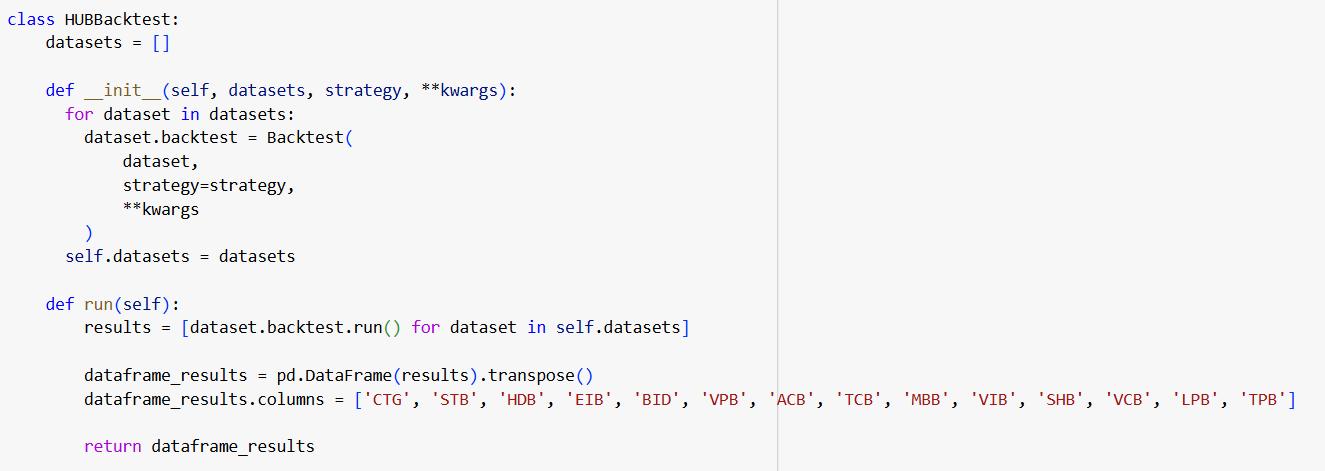 class HUBBacktest:
    datasets = []

    def __init__(self, datasets, strategy, **kwargs):
      for dataset in datasets:
        dataset.backtest = Backtest(
            dataset,
            strategy=strategy,
            **kwargs
        )
      self.datasets = datasets

    def run(self):
        results = [dataset.backtest.run() for dataset in self.datasets]

        dataframe_results = pd.DataFrame(results).transpose()
        dataframe_results.columns = ['CTG', 'STB', 'HDB', 'EIB', 'BID', 'VPB', 'ACB', 'TCB', 'MBB', 'VIB', 'SHB', 'VCB', 'LPB', 'TPB']

        return dataframe_results